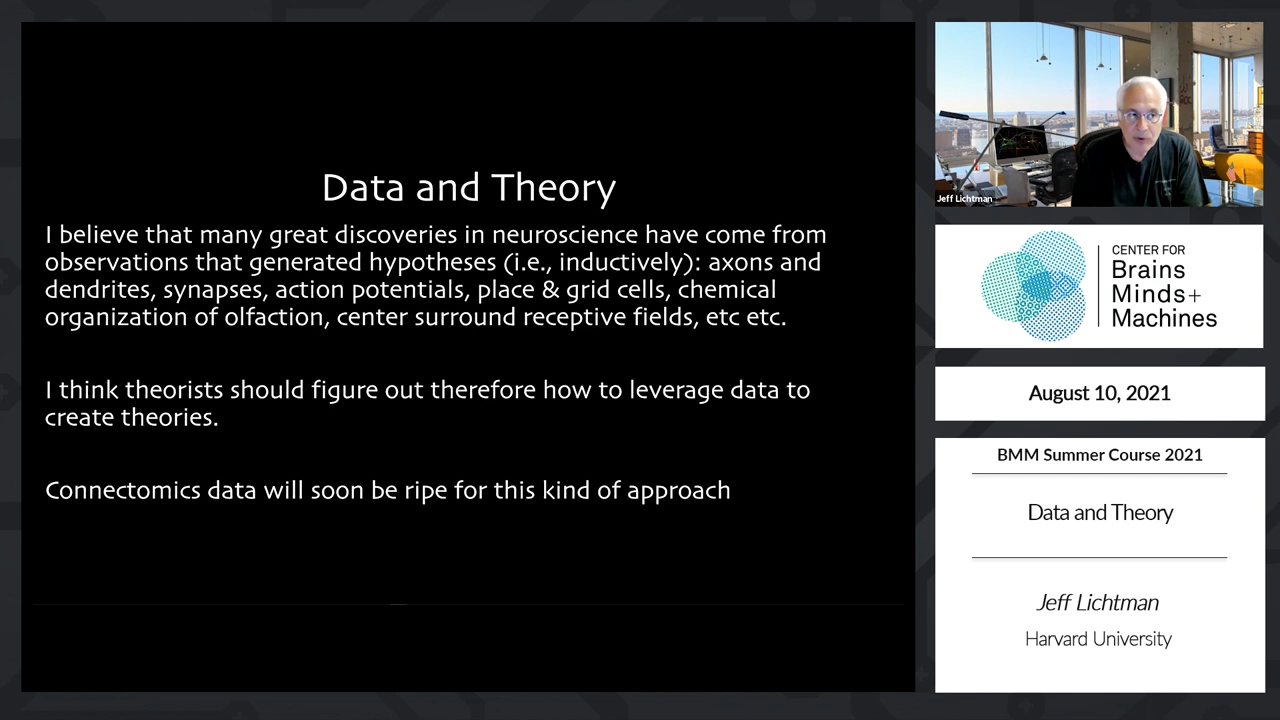 Data and Theory
I believe that many great discoveries in neuroscience have come from
observations that generated hypotheses (i.e., inductively): axons and
dendrites, synapses, action potentials, place & grid cells, chemical
organization of olfaction, center surround receptive fields, etc etc.
I think theorists should figure out therefore how to leverage data to
create theories.
Connectomics data will soon be ripe for this kind of approach
Jeff Lichtman
CENTER FOR
Brains
Minds+
Machines
August 10, 2021
BMM Summer Course 2021
Data and Theory
Jeff Lichtman
Harvard University